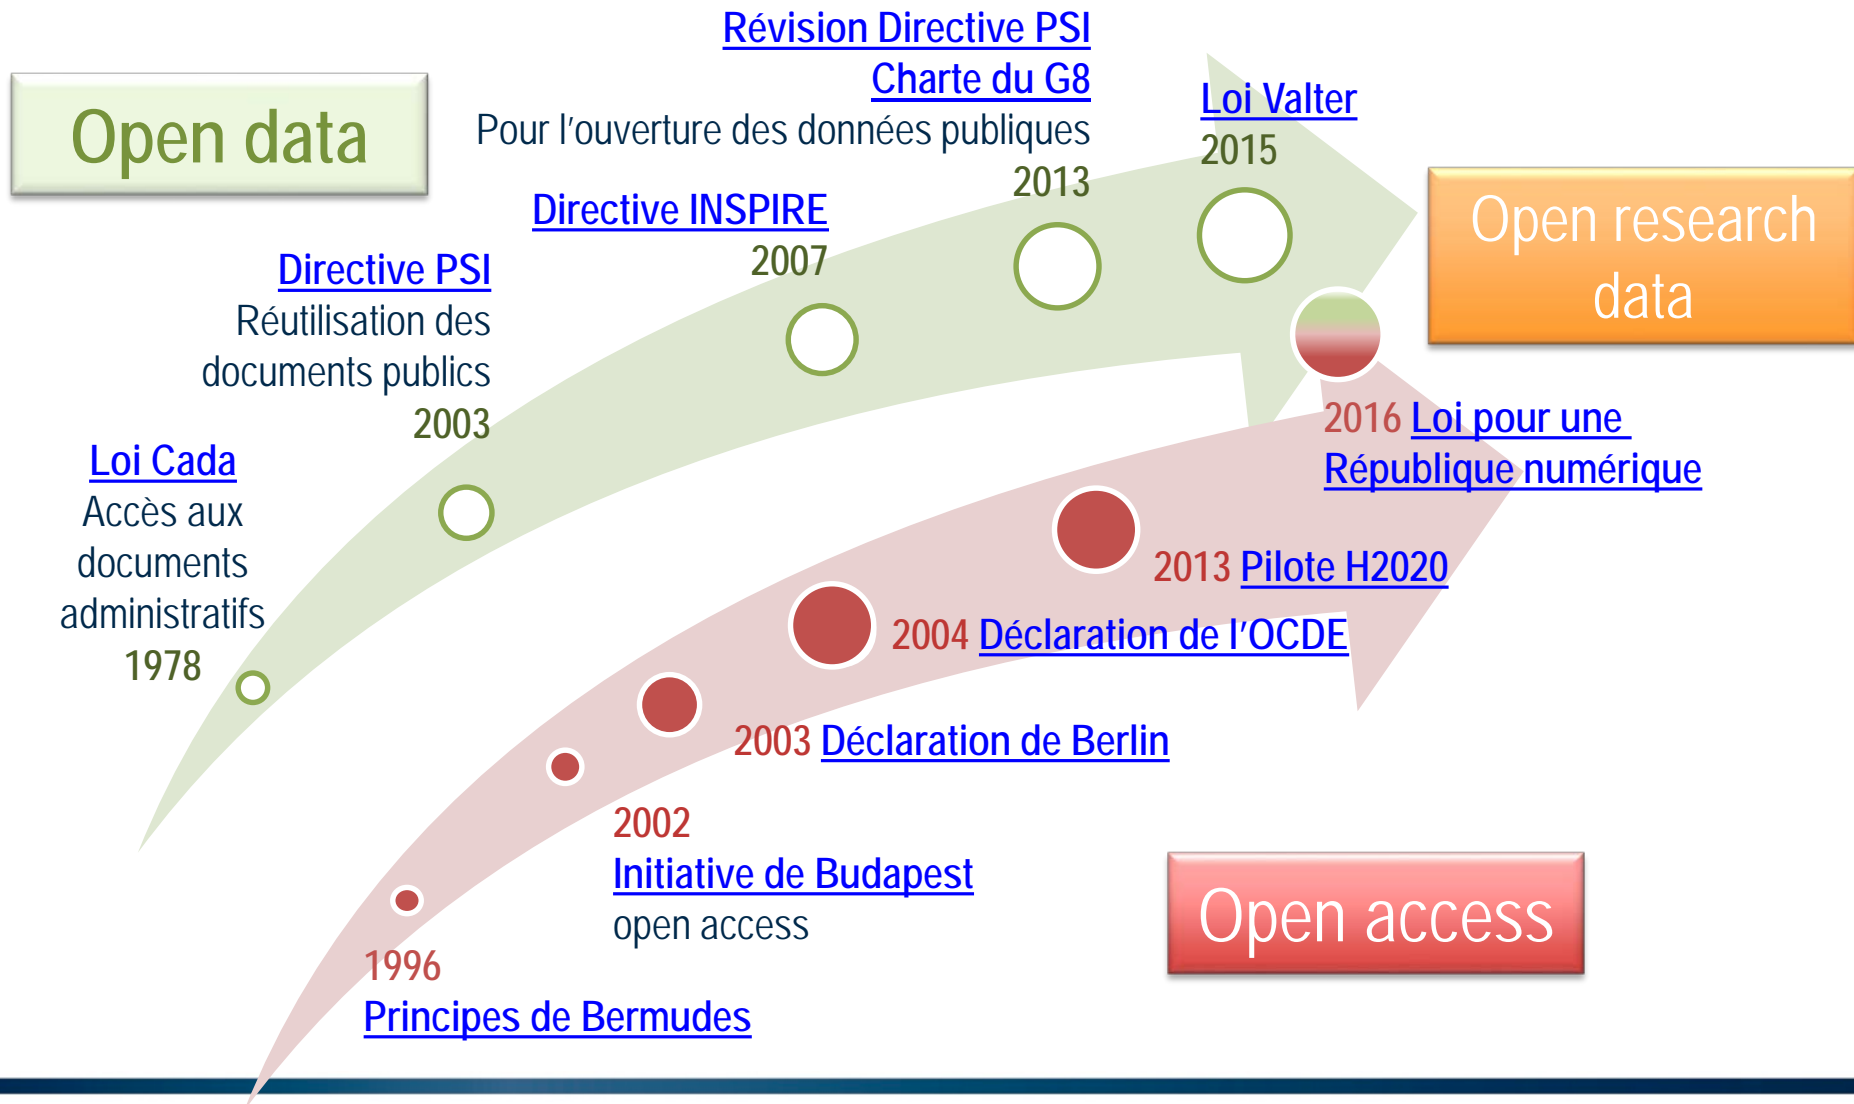 Open data
Révision Directive PSI
Charte du G8
Pour l'ouverture des données publiques
2013
Loi Valter
2015
Directive INSPIRE
2007
Directive PSI
Réutilisation des
documents publics
2003
Loi Cada
Accès aux
documents
administratifs
1978
Open research
data
2016 Loi pour une
République numérique
2013 Pilote H2020
2004 Déclaration de l'OCDE
2003 Déclaration de Berlin
2002
Initiative de Budapest
open access
1996
Principes de Bermudes
Open access